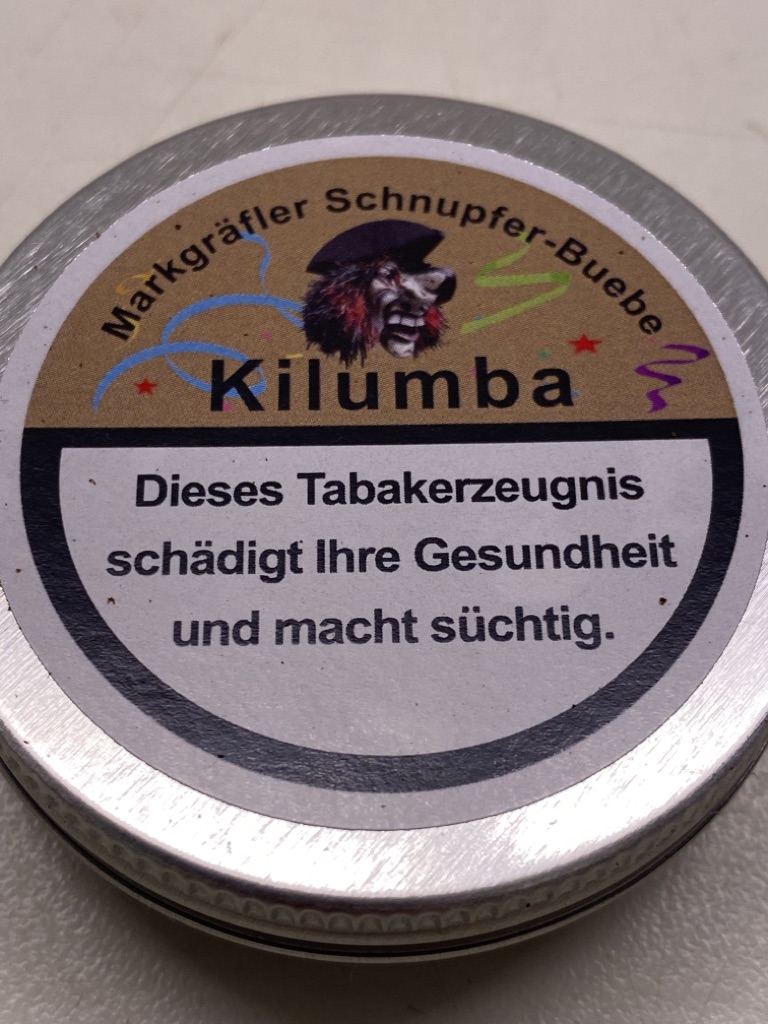 Markgräfler Schnupfer-Buebe
Kilumba
Dieses Tabakerzeugnis
schädigt Ihre Gesundheit
und macht süchtig.